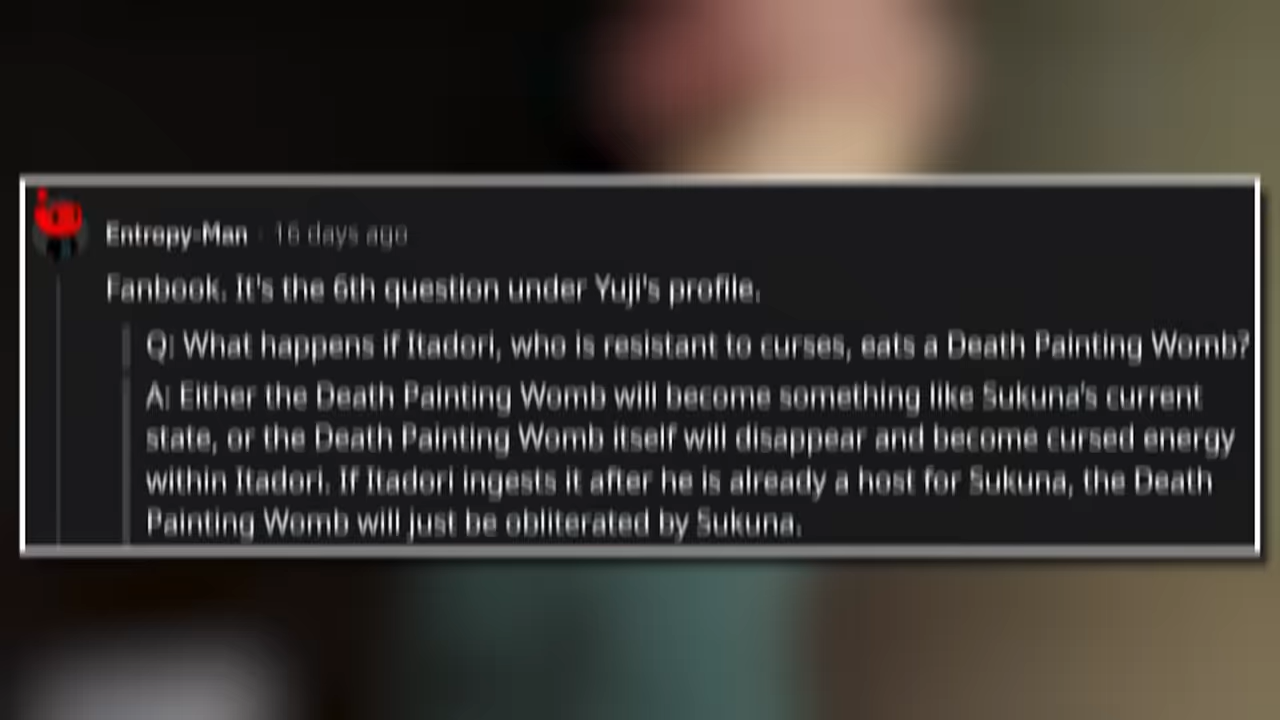 Entropy-Man · 16 days ago
Fanbook. It's the 6th question under Yuji's profile.
Q: What happens if Itadori, who is resistant to curses, eats a Death Painting Womb?
A: Either the Death Painting Womb will become something like Sukuna's current
state, or the Death Painting Womb itself will disappear and become cursed energy
within Itadori. If Itadori ingests it after he is already a host for Sukuna, the Death
Painting Womb will just be obliterated by Sukuna.